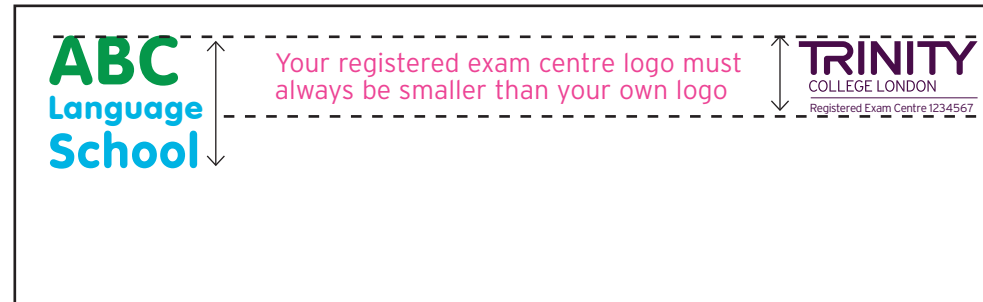 ABC
Language
School
Your registered exam centre logo must
always be smaller than your own logo
TRINITY
COLLEGE LONDON
Registered Exam Centre 1234567